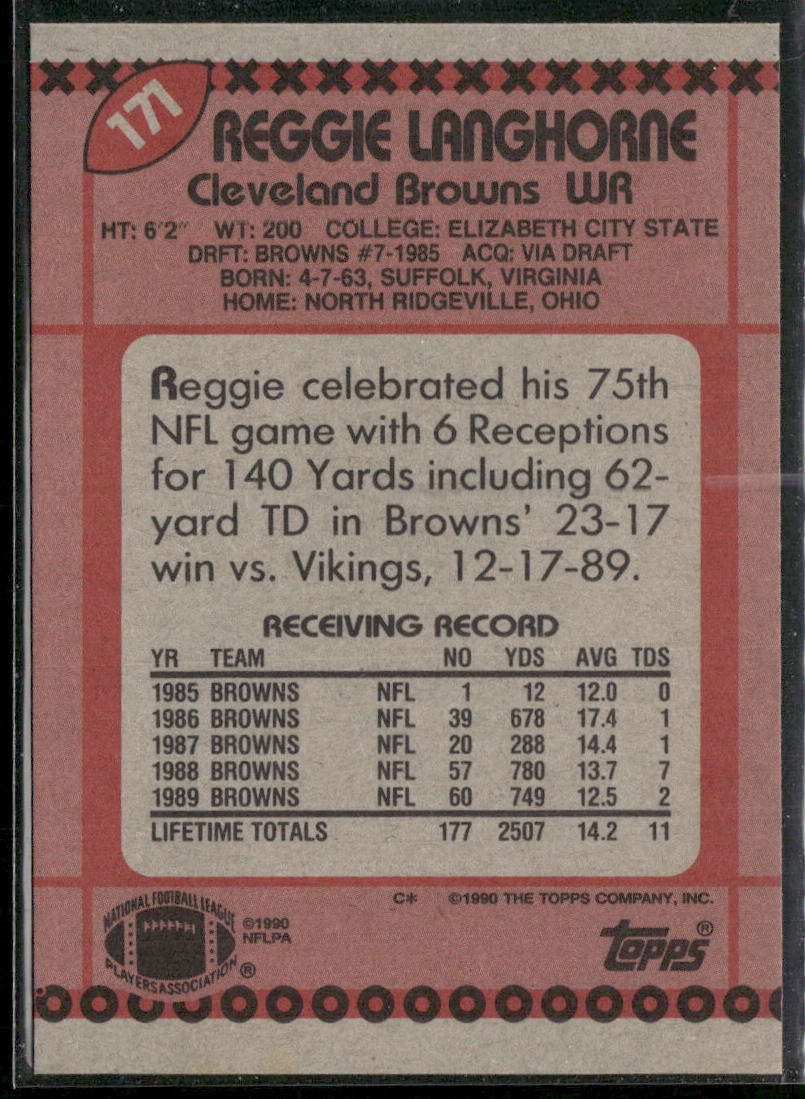 171
REGGIE LANGHORNE
Cleveland Browns WR
HT: 6'2" WT: 200 COLLEGE: ELIZABETH CITY STATE
DRFT: BROWNS #7-1985 ACQ: VIA DRAFT
BORN: 4-7-63, SUFFOLK, VIRGINIA
HOME: NORTH RIDGEVILLE, OHIO
Reggie celebrated his 75th
NFL game with 6 Receptions
for 140 Yards including 62-
yard TD in Browns' 23-17
win vs. Vikings, 12-17-89.
RECEIVING RECORD
YR TEAM NO YDS AVG TDS
1985 BROWNS NFL 1 12 12.0 0
1986 BROWNS NFL 39 678 17.4 1
1987 BROWNS NFL 20 288 14.4 1
1988 BROWNS NFL 57 780 13.7 7
1989 BROWNS NFL 60 749 12.5 2
LIFETIME TOTALS 177 2507 14.2 11
C* ©1990 THE TOPPS COMPANY, INC.
NATIONAL FOOTBALL LEAGUE
PLAYERS ASSOCIATION ®
©1990
NFLPA
topps®